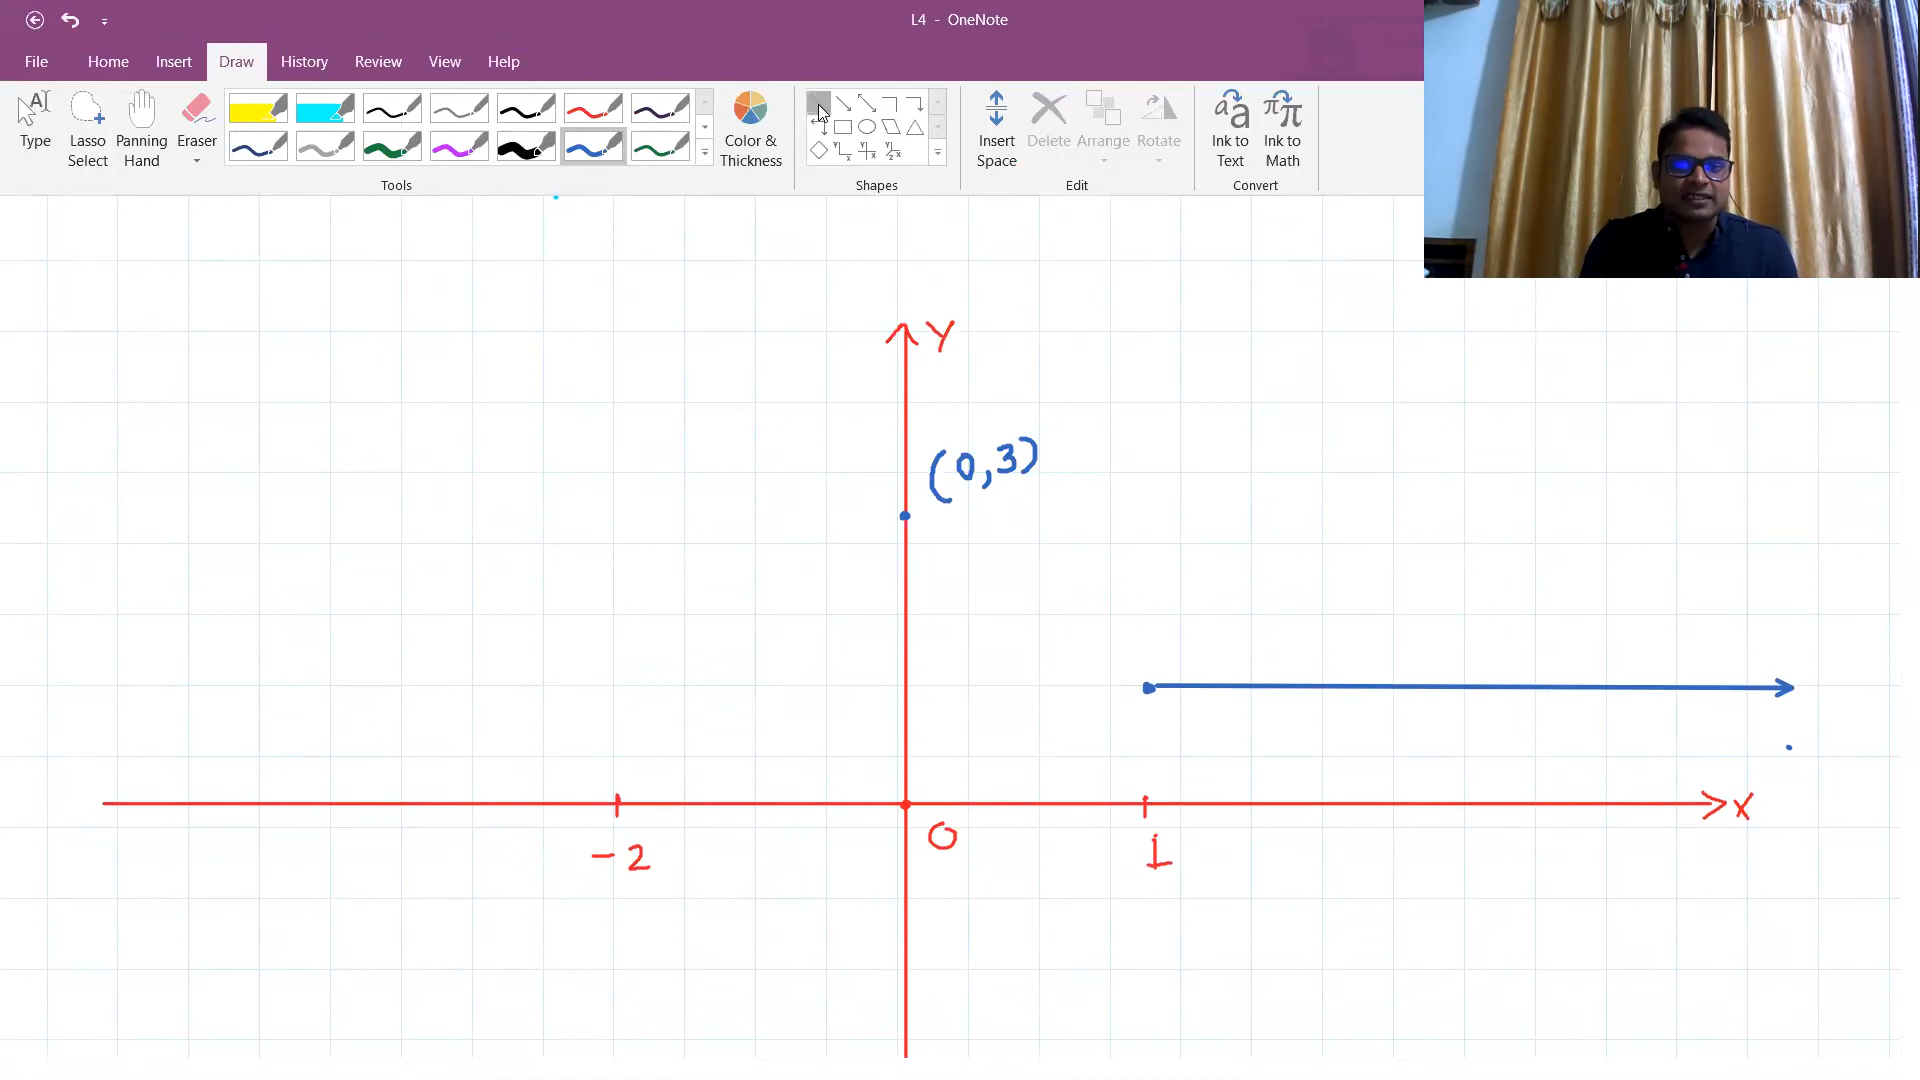 L4 - OneNote
File Home Insert Draw History Review View Help
Type Lasso Select Panning Hand Eraser Color & Thickness Insert Space Delete Arrange Rotate Ink to Text Ink to Math
Tools Shapes Edit Convert
Y
(0,3)
X
-2 0 1